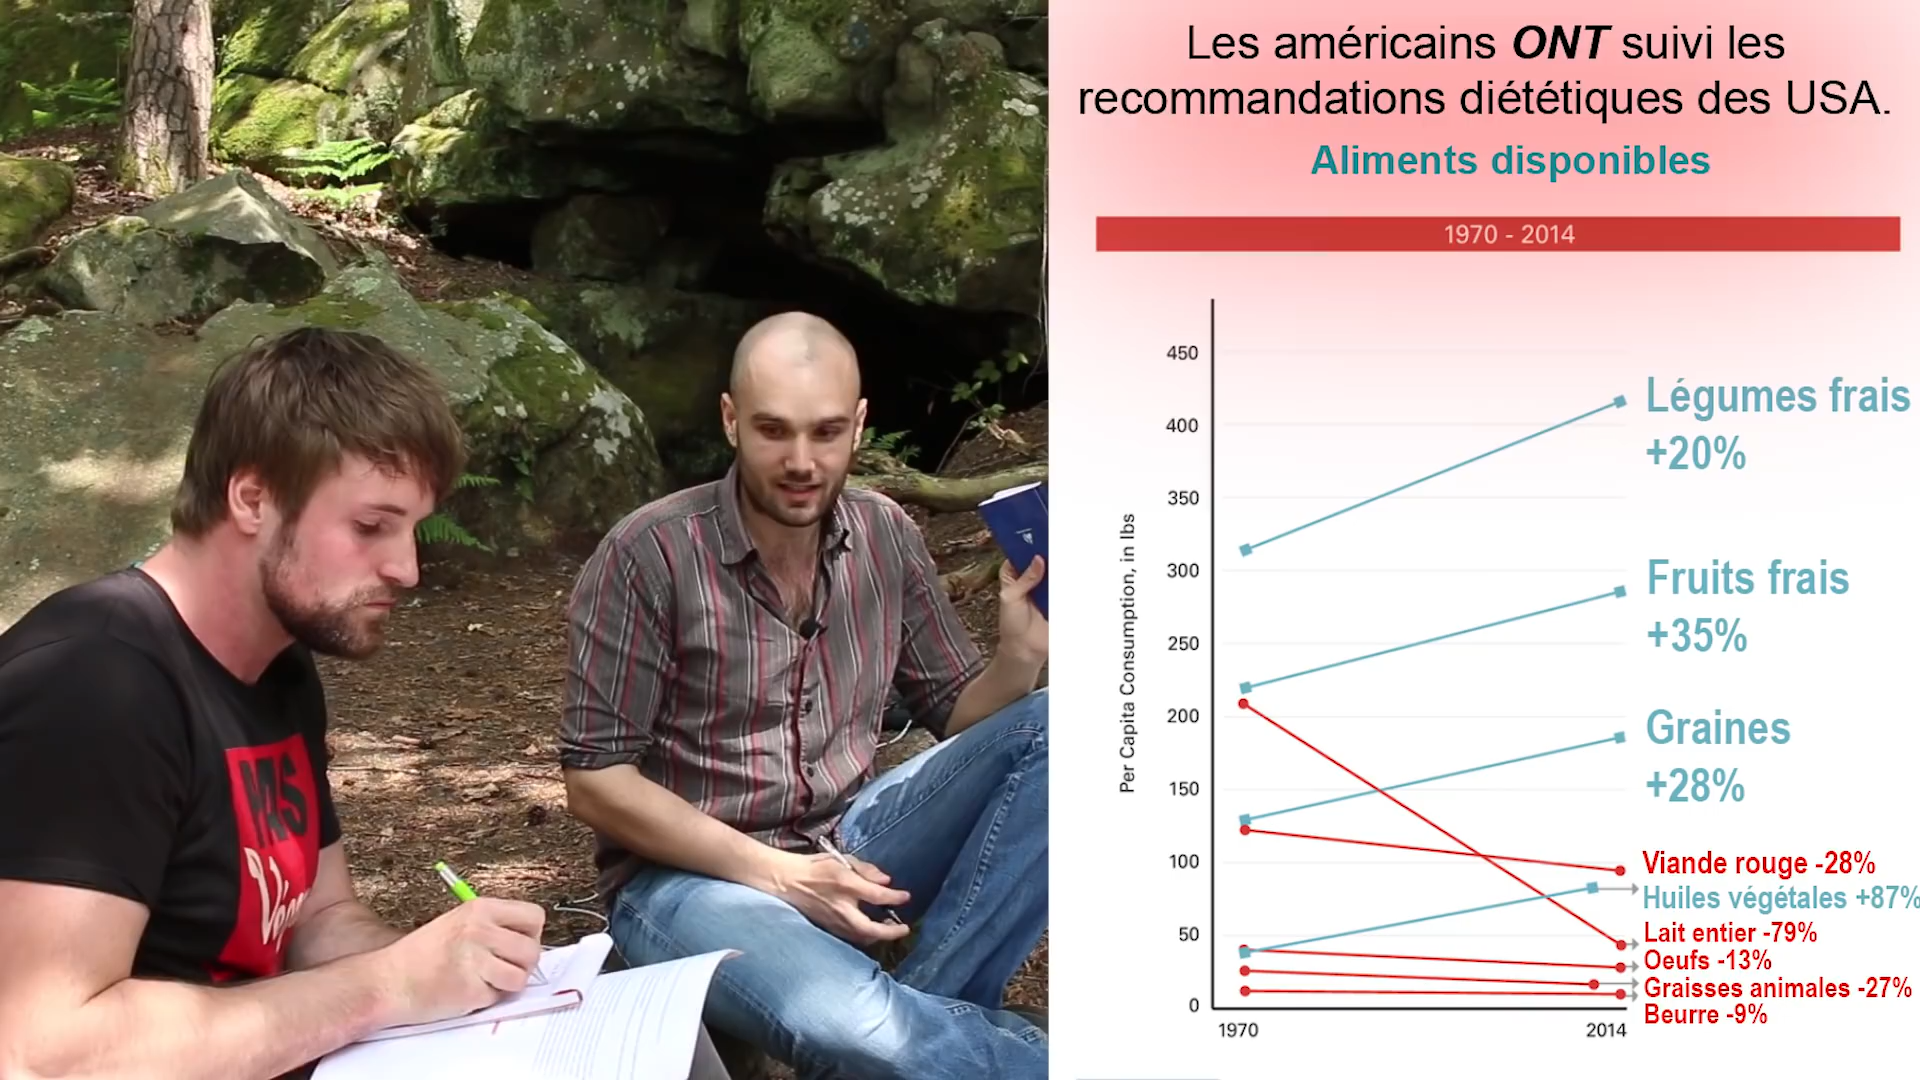 Les américains ONT suivi les
recommandations diététiques des USA.
Aliments disponibles
1970 - 2014
Per Capita Consumption, in lbs
450
400
350
300
250
200
150
100
50
0
1970
2014
Légumes frais
+20%
Fruits frais
+35%
Graines
+28%
Viande rouge -28%
Huiles végétales +87%
Lait entier -79%
Oeufs -13%
Graisses animales -27%
Beurre -9%
PAS